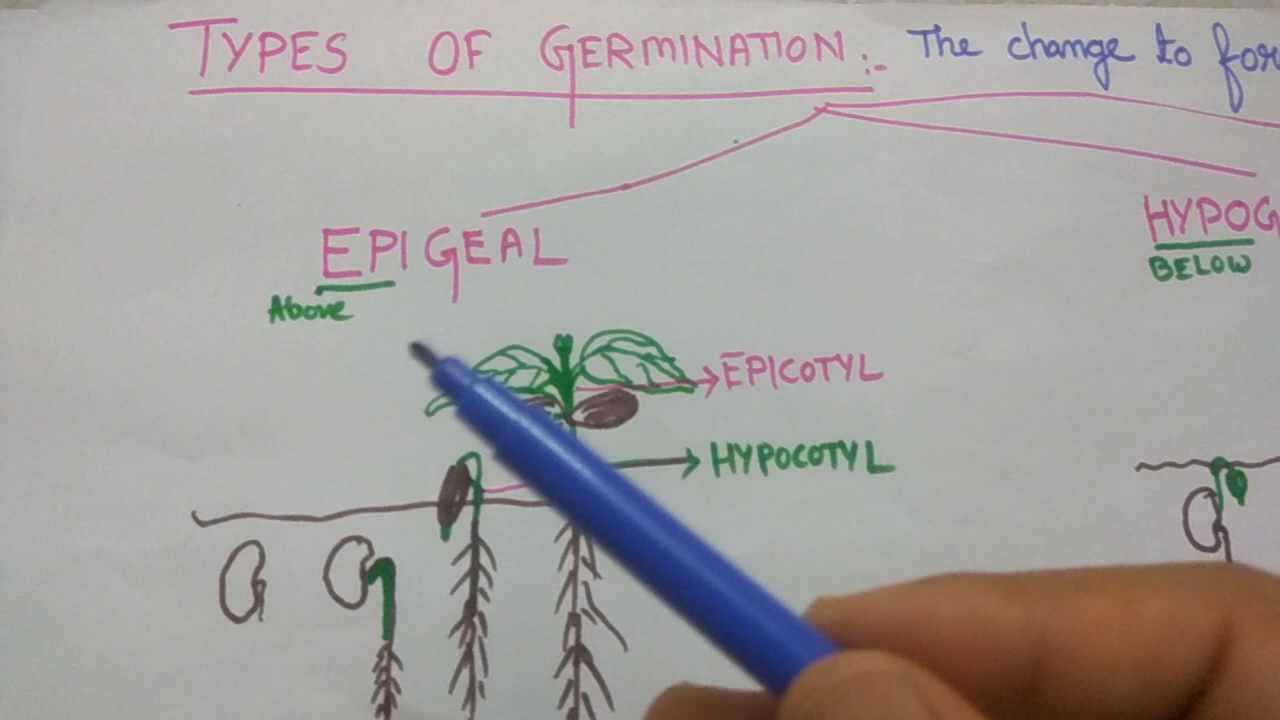 TYPES OF GERMINATION:- The change to for
EPIGEAL
Above
HYPOG
BELOW
EPICOTYL
HYPOCOTYL